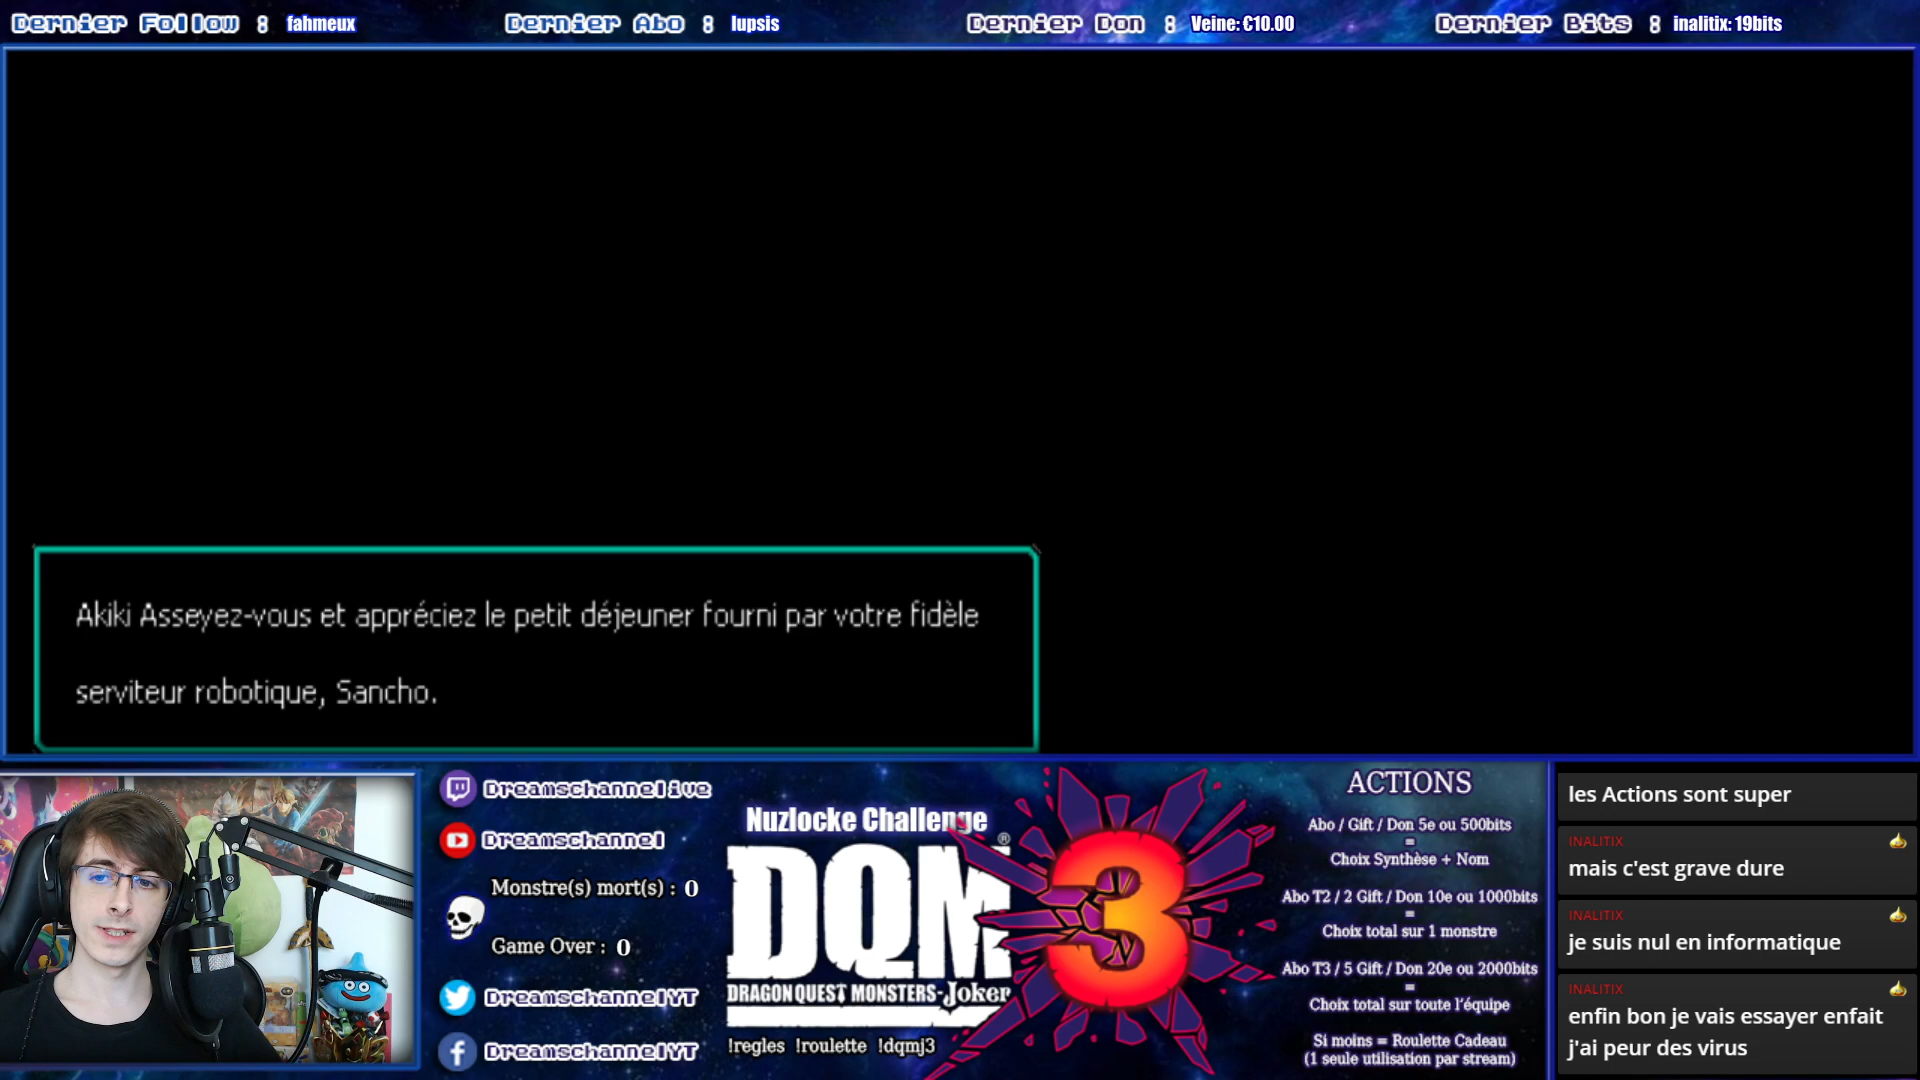 Dernier Follow : fahmeux
Dernier Abo : lupsis
Dernier Don : Veine: €10.00
Dernier Bits : inalitix: 19bits
Akiki Asseyez-vous et appréciez le petit déjeuner fourni par votre fidèle
serviteur robotique, Sancho.
Dreamschannelive
Dreamschannel
Monstre(s) mort(s) : 0
Game Over : 0
DreamschannelYT
DreamschannelYT
Nuzlocke Challenge
DQM 3
®
DRAGON QUEST MONSTERS-Joker
!regles !roulette !dqmj3
ACTIONS
Abo / Gift / Don 5e ou 500bits
=
Choix Synthèse + Nom
Abo T2 / 2 Gift / Don 10e ou 1000bits
=
Choix total sur 1 monstre
Abo T3 / 5 Gift / Don 20e ou 2000bits
=
Choix total sur toute l'équipe
Si moins = Roulette Cadeau
(1 seule utilisation par stream)
les Actions sont super
INALITIX
mais c'est grave dure
INALITIX
je suis nul en informatique
INALITIX
enfin bon je vais essayer enfait
j'ai peur des virus